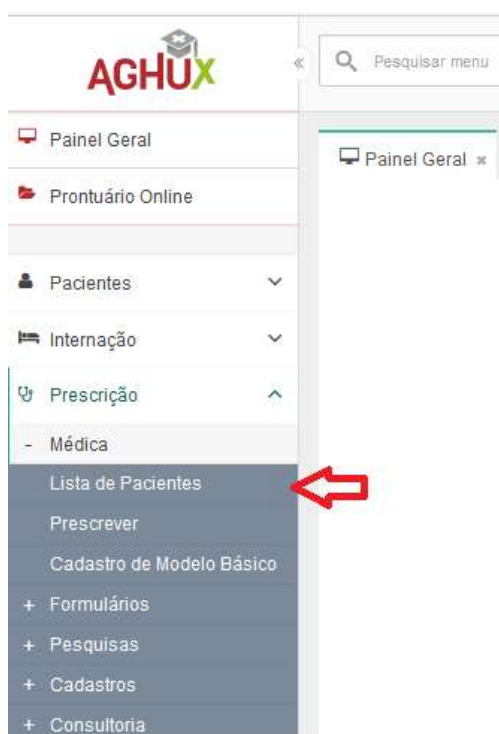 AGHUX
Pesquisar menu
Painel Geral
Painel Geral
Prontuário Online
Pacientes
Internação
Prescrição
- Médica
Lista de Pacientes
Prescrever
Cadastro de Modelo Básico
+ Formulários
+ Pesquisas
+ Cadastros
+ Consultoria